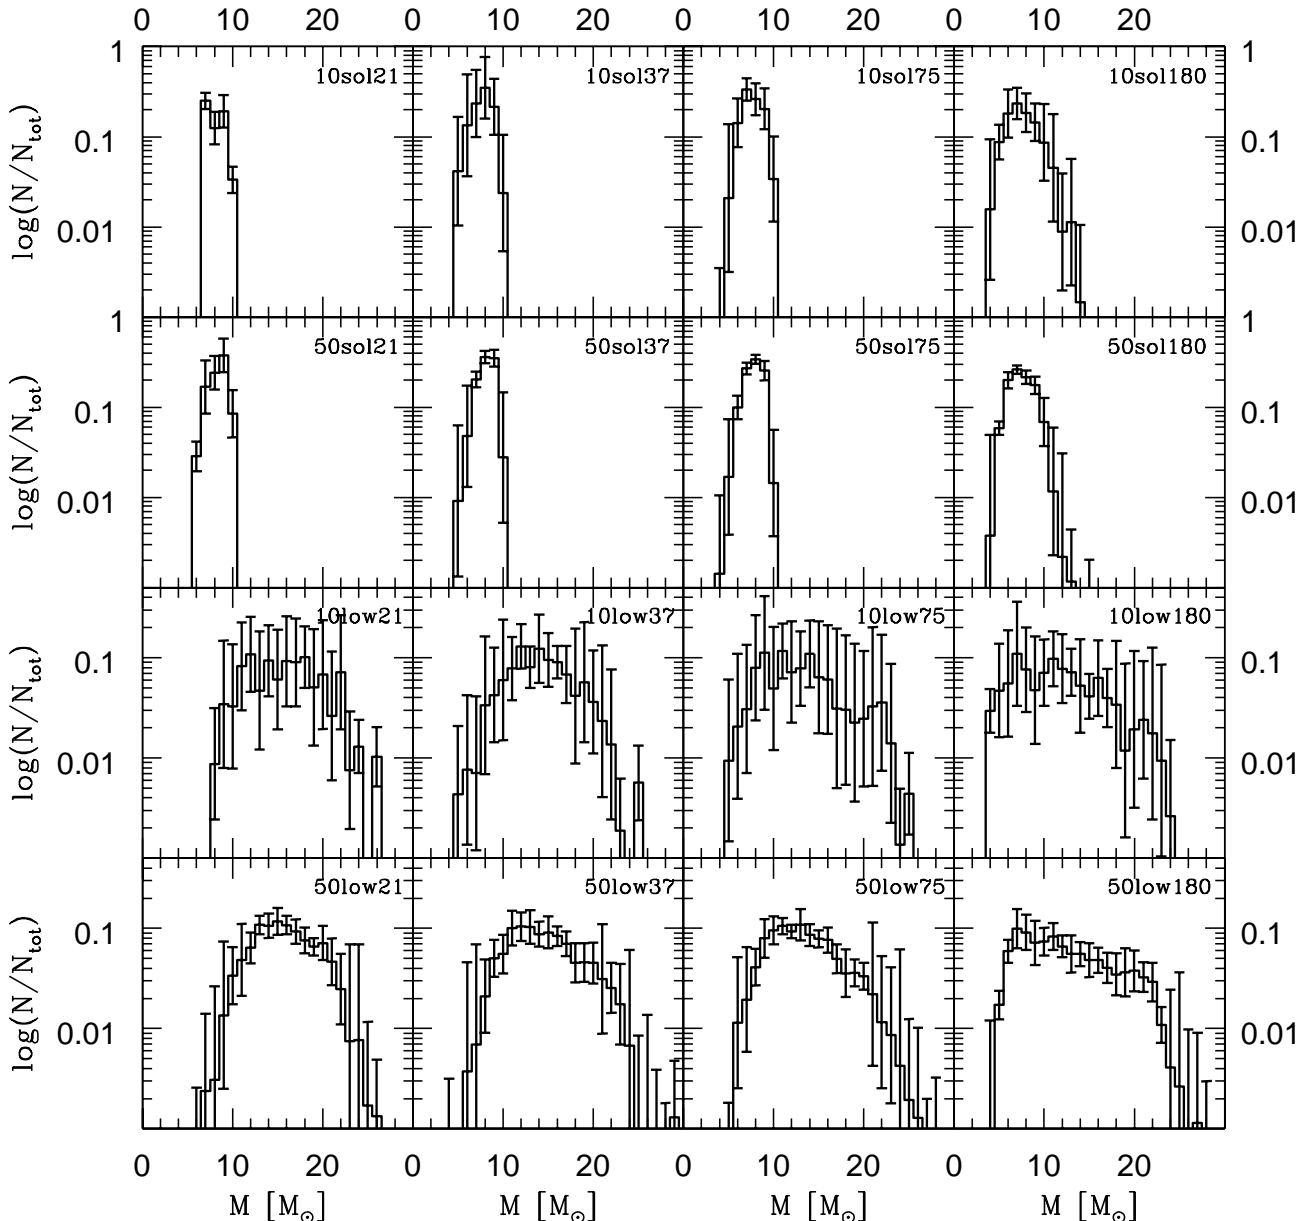 0 10 20 0 10 20 0 10 20 0 10 20
1 10sol21 10sol37 10sol75 10sol180 1
log(N/N_tot)
0.1 0.1
0.01 0.01
1 50sol21 50sol37 50sol75 50sol180 1
log(N/N_tot)
0.1 0.1
0.01 0.01
10low21 10low37 10low75 10low180
log(N/N_tot)
0.1 0.1
0.01 0.01
50low21 50low37 50low75 50low180
log(N/N_tot)
0.1 0.1
0.01 0.01
0 10 20 0 10 20 0 10 20 0 10 20
M [M_⊙] M [M_⊙] M [M_⊙] M [M_⊙]